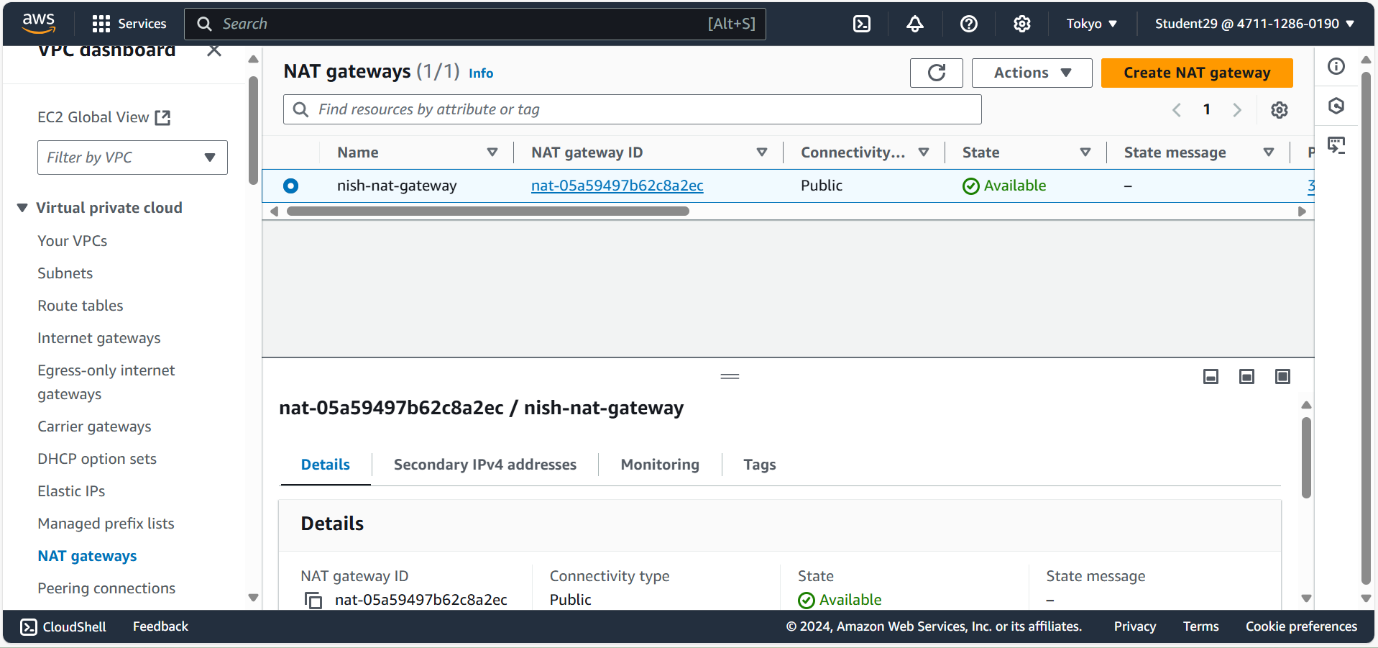 aws Services Search [Alt+S] Tokyo Student29 @ 4711-1286-0190
VPC dashboard
EC2 Global View
Filter by VPC
Virtual private cloud
Your VPCs
Subnets
Route tables
Internet gateways
Egress-only internet
gateways
Carrier gateways
DHCP option sets
Elastic IPs
Managed prefix lists
NAT gateways
Peering connections
NAT gateways (1/1) Info
Actions
Create NAT gateway
Find resources by attribute or tag
1
Name NAT gateway ID Connectivity... State State message
nish-nat-gateway nat-05a59497b62c8a2ec Public Available – 3
nat-05a59497b62c8a2ec / nish-nat-gateway
Details Secondary IPv4 addresses Monitoring Tags
Details
NAT gateway ID Connectivity type State State message
nat-05a59497b62c8a2ec Public Available –
CloudShell Feedback © 2024, Amazon Web Services, Inc. or its affiliates. Privacy Terms Cookie preferences